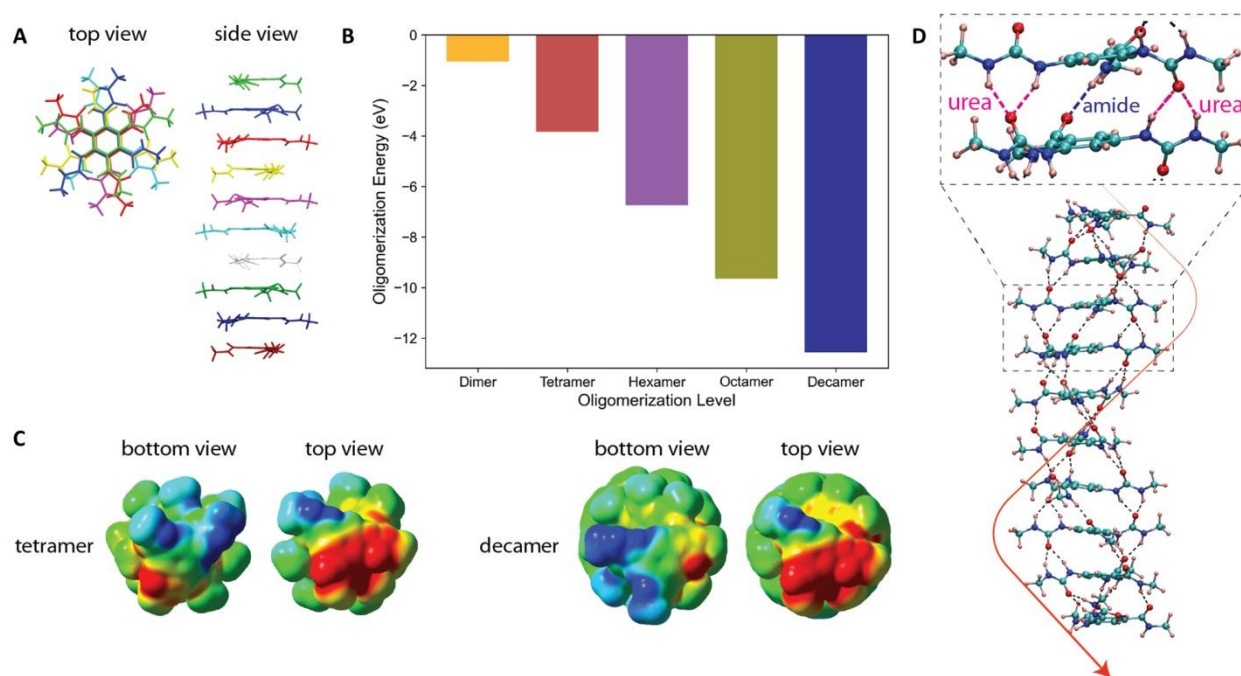 A
top view
side view
B
Oligomerization Energy (eV)
0
−2
−4
−6
−8
−10
−12
Dimer
Tetramer
Hexamer
Octamer
Decamer
Oligomerization Level
C
bottom view
top view
tetramer
bottom view
top view
decamer
D
urea
amide
urea